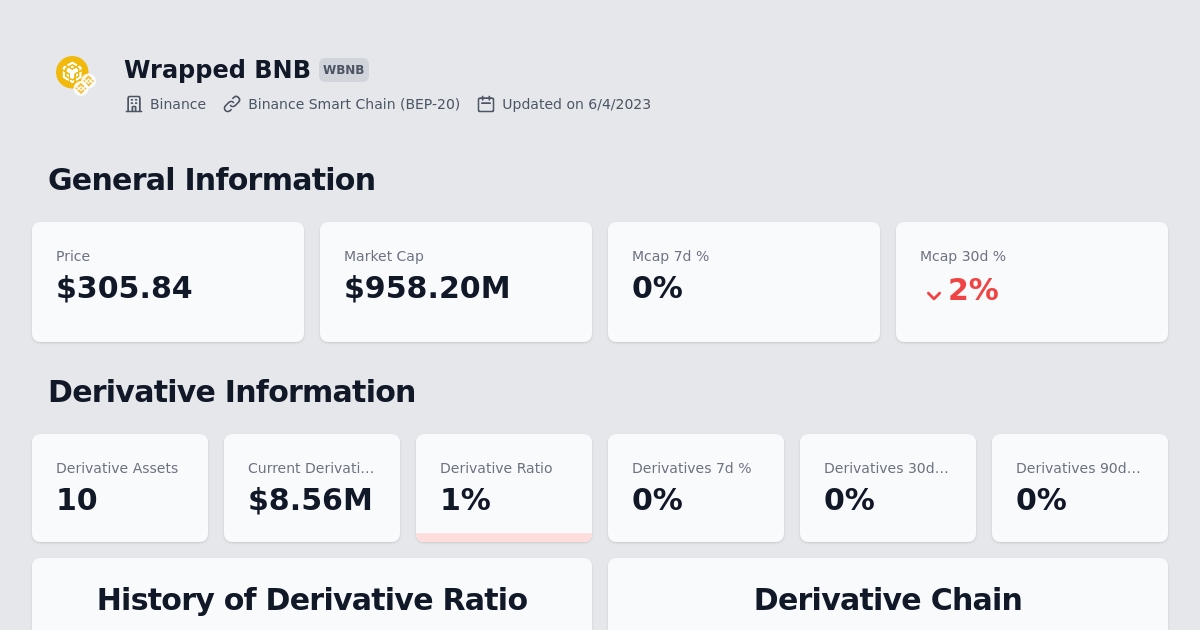 Wrapped BNB WBNB
Binance Binance Smart Chain (BEP-20) Updated on 6/4/2023
General Information
Price Market Cap Mcap 7d % Mcap 30d %
$305.84 $958.20M 0% 2%
Derivative Information
Derivative Assets Current Derivati... Derivative Ratio Derivatives 7d % Derivatives 30d... Derivatives 90d...
10 $8.56M 1% 0% 0% 0%
History of Derivative Ratio Derivative Chain